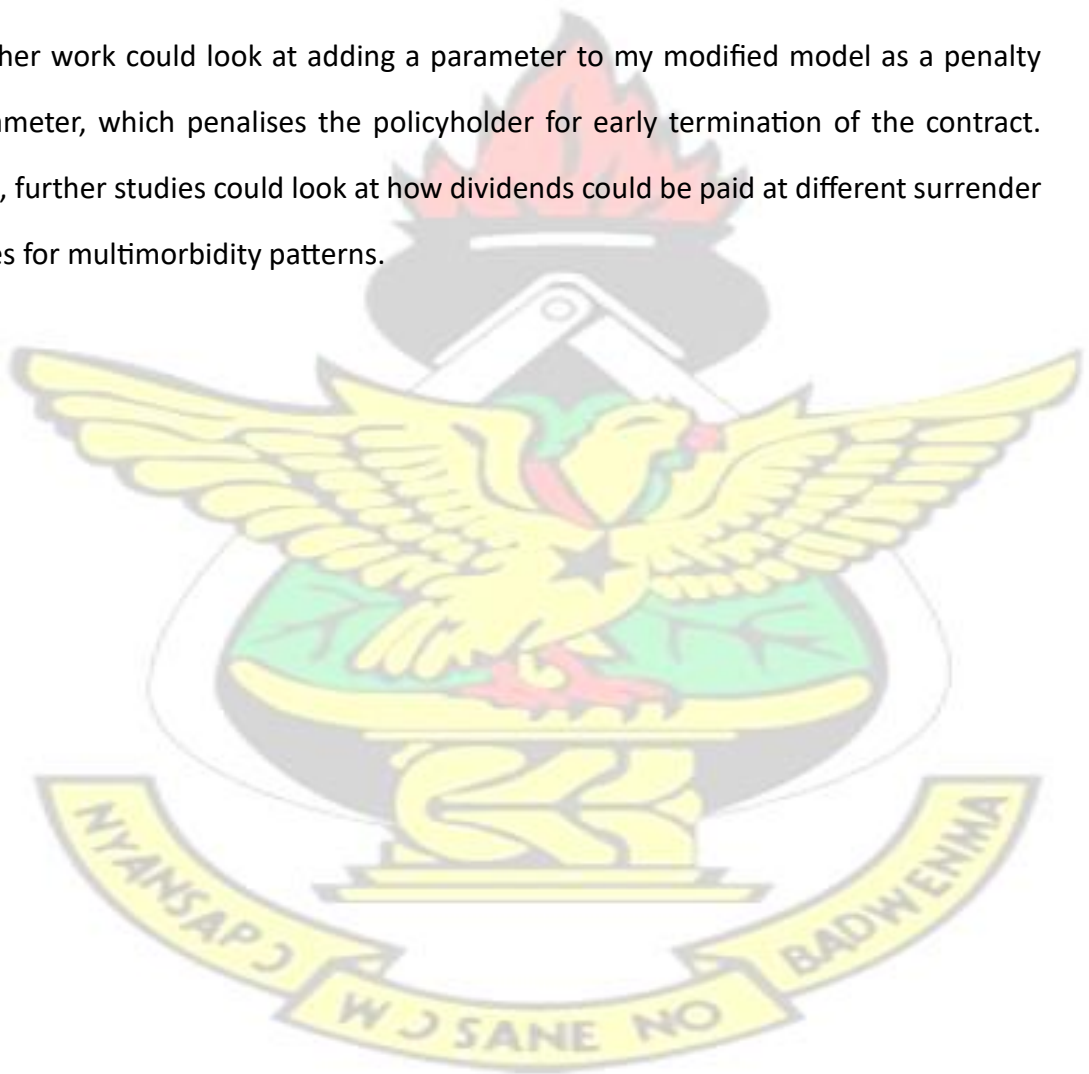 her work could look at adding a parameter to my modified model as a penalty
meter, which penalises the policyholder for early termination of the contract.
, further studies could look at how dividends could be paid at different surrender
es for multimorbidity patterns.
NYANSAPƆ
WƆSANE NO
BADWENMA